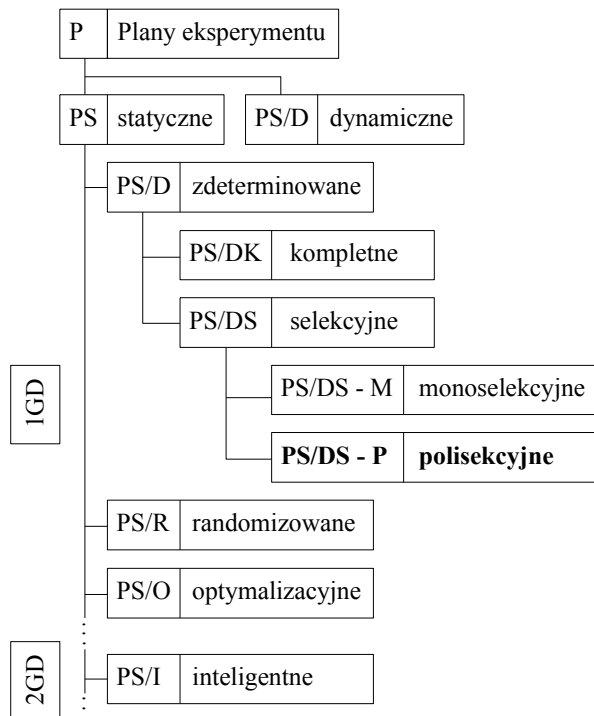 P Plany eksperymentu
PS statyczne PS/D dynamiczne
PS/D zdeterminowane
PS/DK kompletne
PS/DS selekcyjne
1GD
PS/DS - M monoselekcyjne
PS/DS - P polisekcyjne
PS/R randomizowane
PS/O optymalizacyjne
2GD
PS/I inteligentne